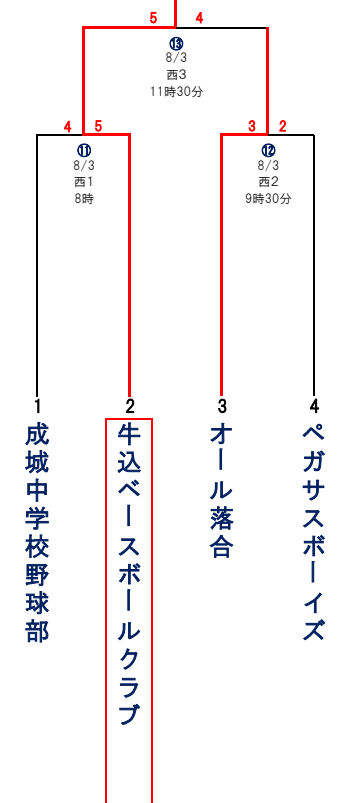 5 4
⑬
8/3
西3
11時30分
4 5
3 2
⑪
8/3
西1
8時
⑫
8/3
西2
9時30分
1
2
3
4
成城中学校野球部
牛込ベースボールクラブ
オール落合
ペガサスボーイズ